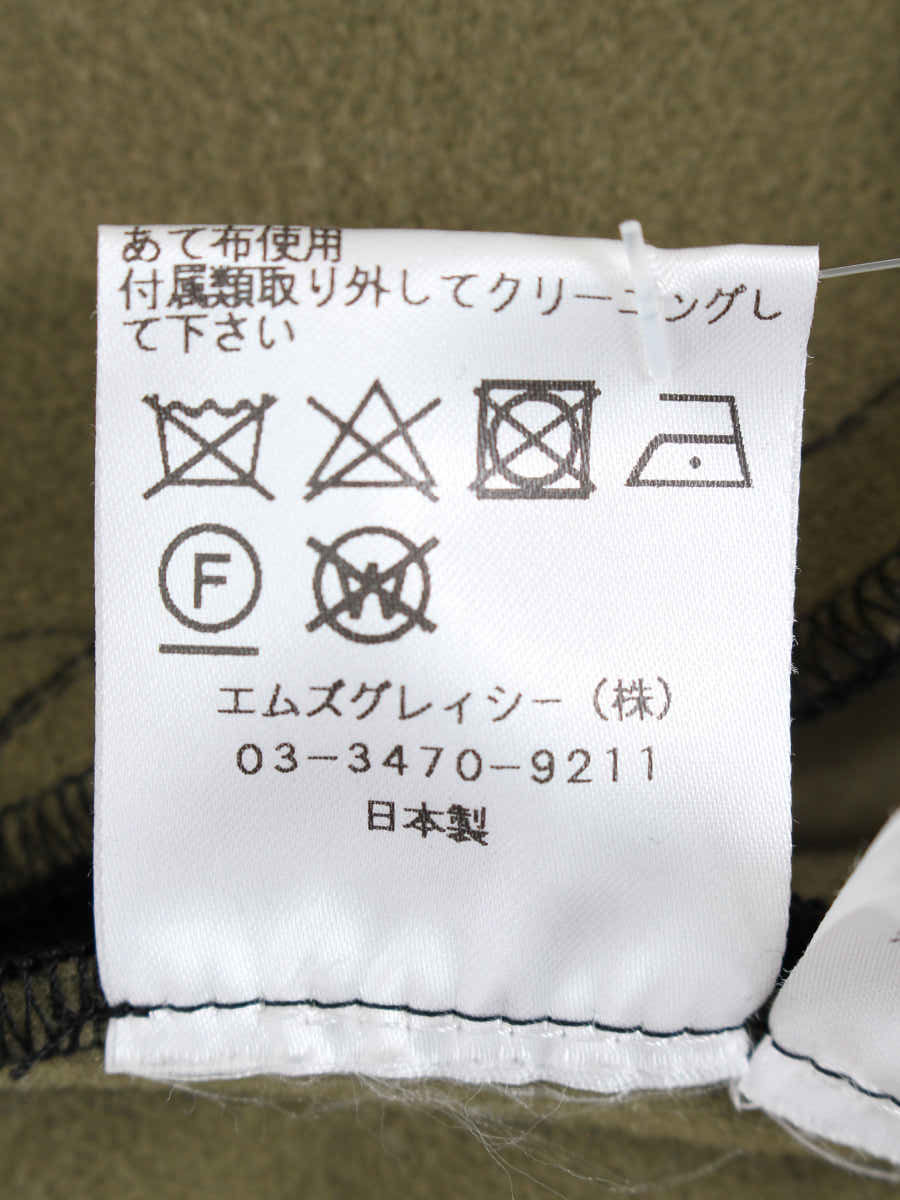 あて布使用
付属類取り外してクリーニングし
て下さい
F
W
エムズグレィシー（株）
03-3470-9211
日本製